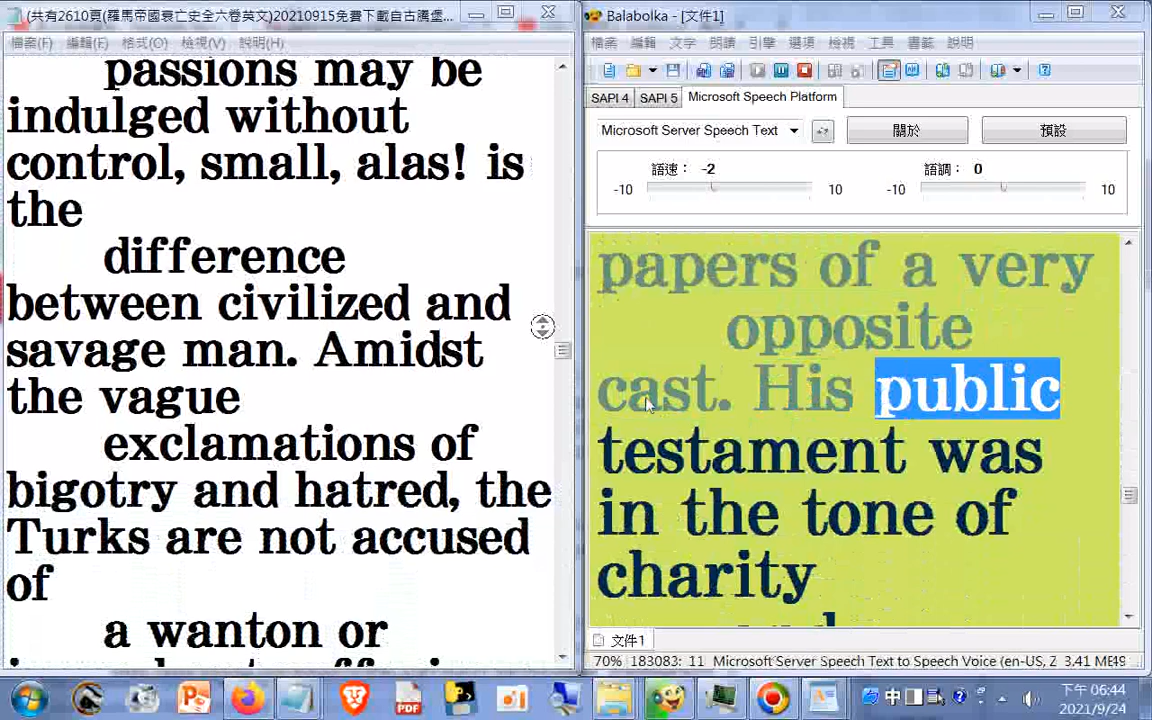 (共有2610頁(羅馬帝國衰亡史全六卷英文)20210915免費下載自古騰堡...
檔案(F) 編輯(E) 格式(O) 檢視(V) 說明(H)
passions may be
indulged without
control, small, alas! is
the
difference
between civilized and
savage man. Amidst
the vague
exclamations of
bigotry and hatred, the
Turks are not accused
of
a wanton or
Balabolka - [文件1]
檔案 編輯 文字 朗讀 引擎 選項 檢視 工具 書籤 說明
SAPI 4 SAPI 5 Microsoft Speech Platform
Microsoft Server Speech Text 關於 預設
語速： -2 語調： 0
-10 10 -10 10
papers of a very
opposite
cast. His public
testament was
in the tone of
charity
文件1
70% 183083: 11 Microsoft Server Speech Text to Speech Voice (en-US, Z 3.41 ME49
中
下午 06:44
2021/9/24